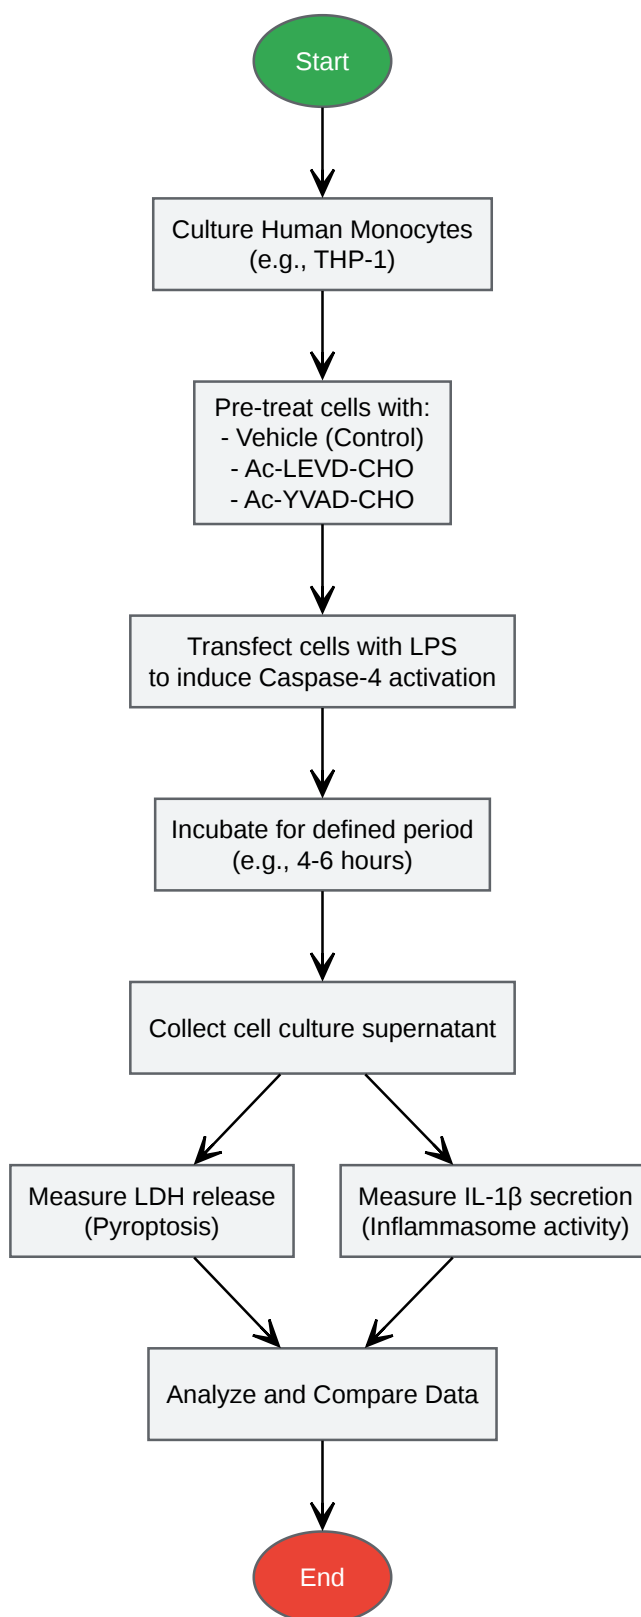 Start
Culture Human Monocytes
(e.g., THP-1)
Pre-treat cells with:
- Vehicle (Control)
- Ac-LEVD-CHO
- Ac-YVAD-CHO
Transfect cells with LPS
to induce Caspase-4 activation
Incubate for defined period
(e.g., 4-6 hours)
Collect cell culture supernatant
Measure LDH release
(Pyroptosis)
Measure IL-1β secretion
(Inflammasome activity)
Analyze and Compare Data
End